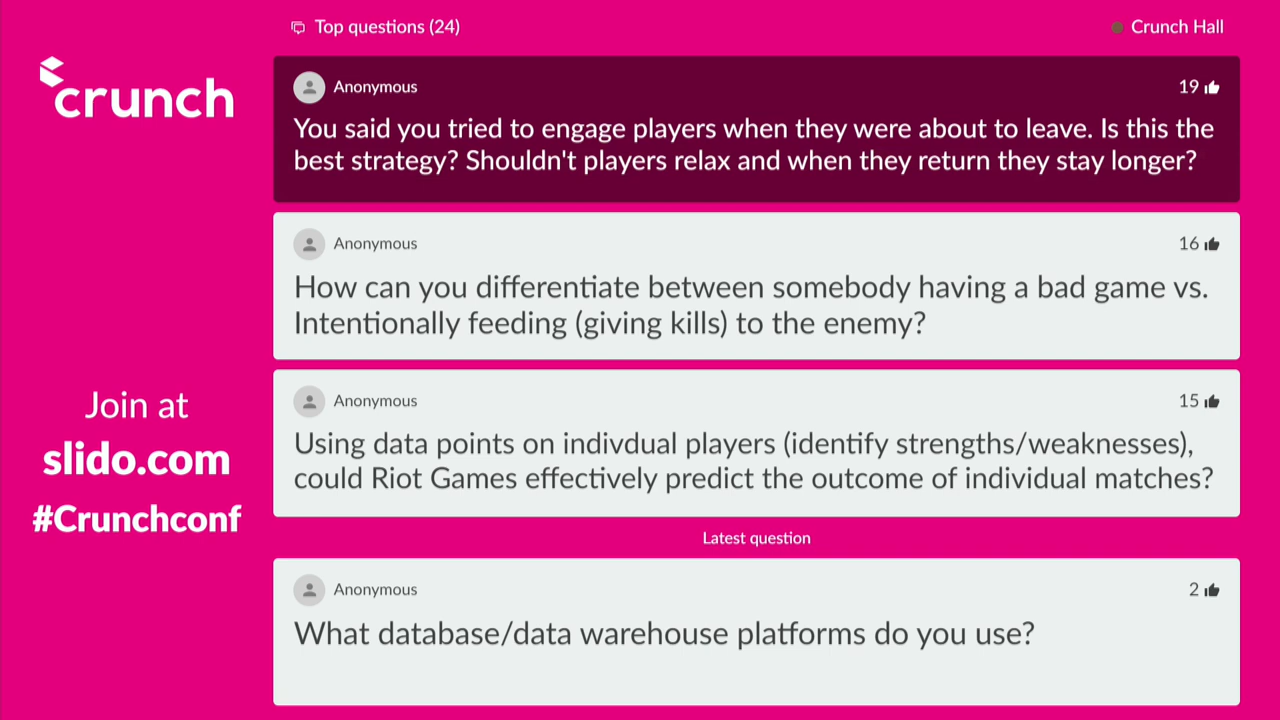 Top questions (24)
Crunch Hall
crunch
Anonymous
19
You said you tried to engage players when they were about to leave. Is this the
best strategy? Shouldn't players relax and when they return they stay longer?
Anonymous
16
How can you differentiate between somebody having a bad game vs.
Intentionally feeding (giving kills) to the enemy?
Anonymous
15
Using data points on indivdual players (identify strengths/weaknesses),
could Riot Games effectively predict the outcome of individual matches?
Join at
slido.com
#Crunchconf
Latest question
Anonymous
2
What database/data warehouse platforms do you use?